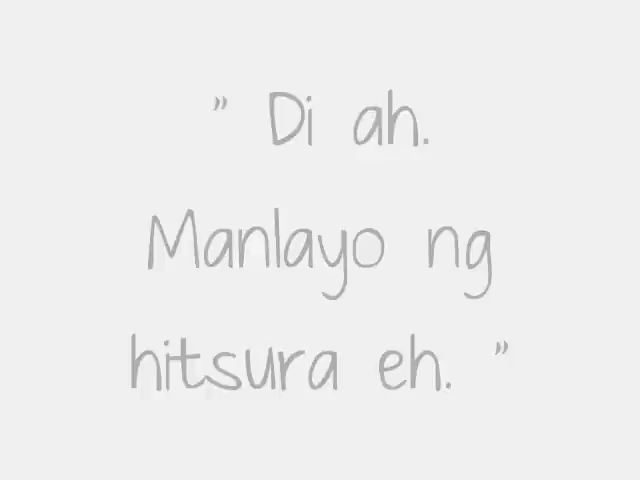 " Di ah.
Manlayo ng
hitsura eh. "